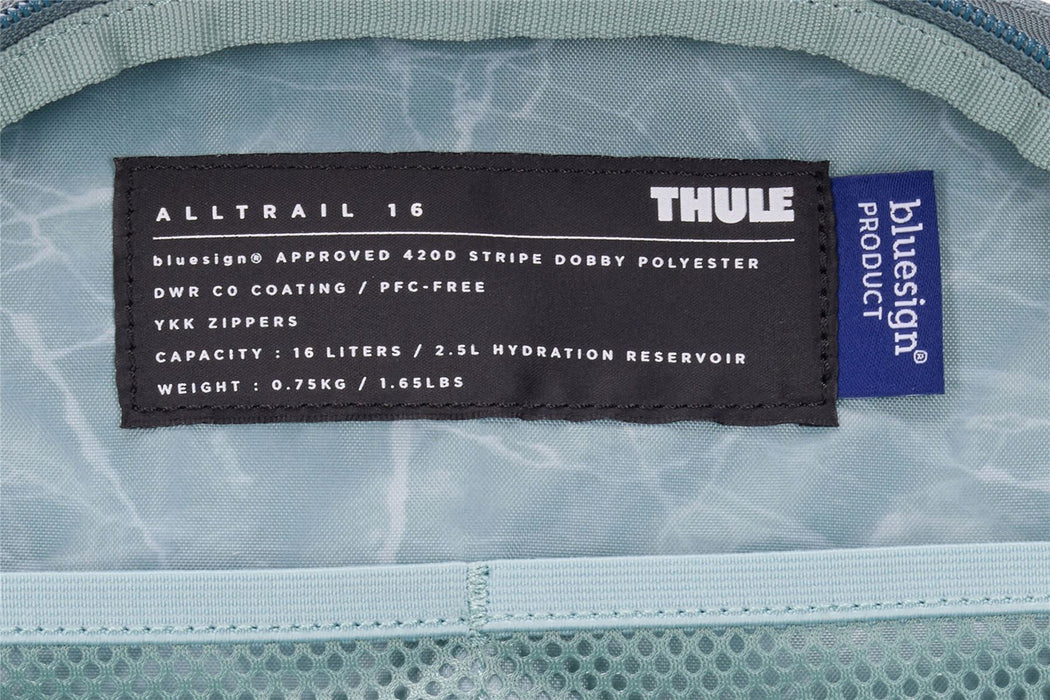 ALLTRAIL 16
THULE
bluesign® APPROVED 420D STRIPE DOBBY POLYESTER
DWR C0 COATING / PFC-FREE
YKK ZIPPERS
CAPACITY : 16 LITERS / 2.5L HYDRATION RESERVOIR
WEIGHT : 0.75KG / 1.65LBS
bluesign®
PRODUCT